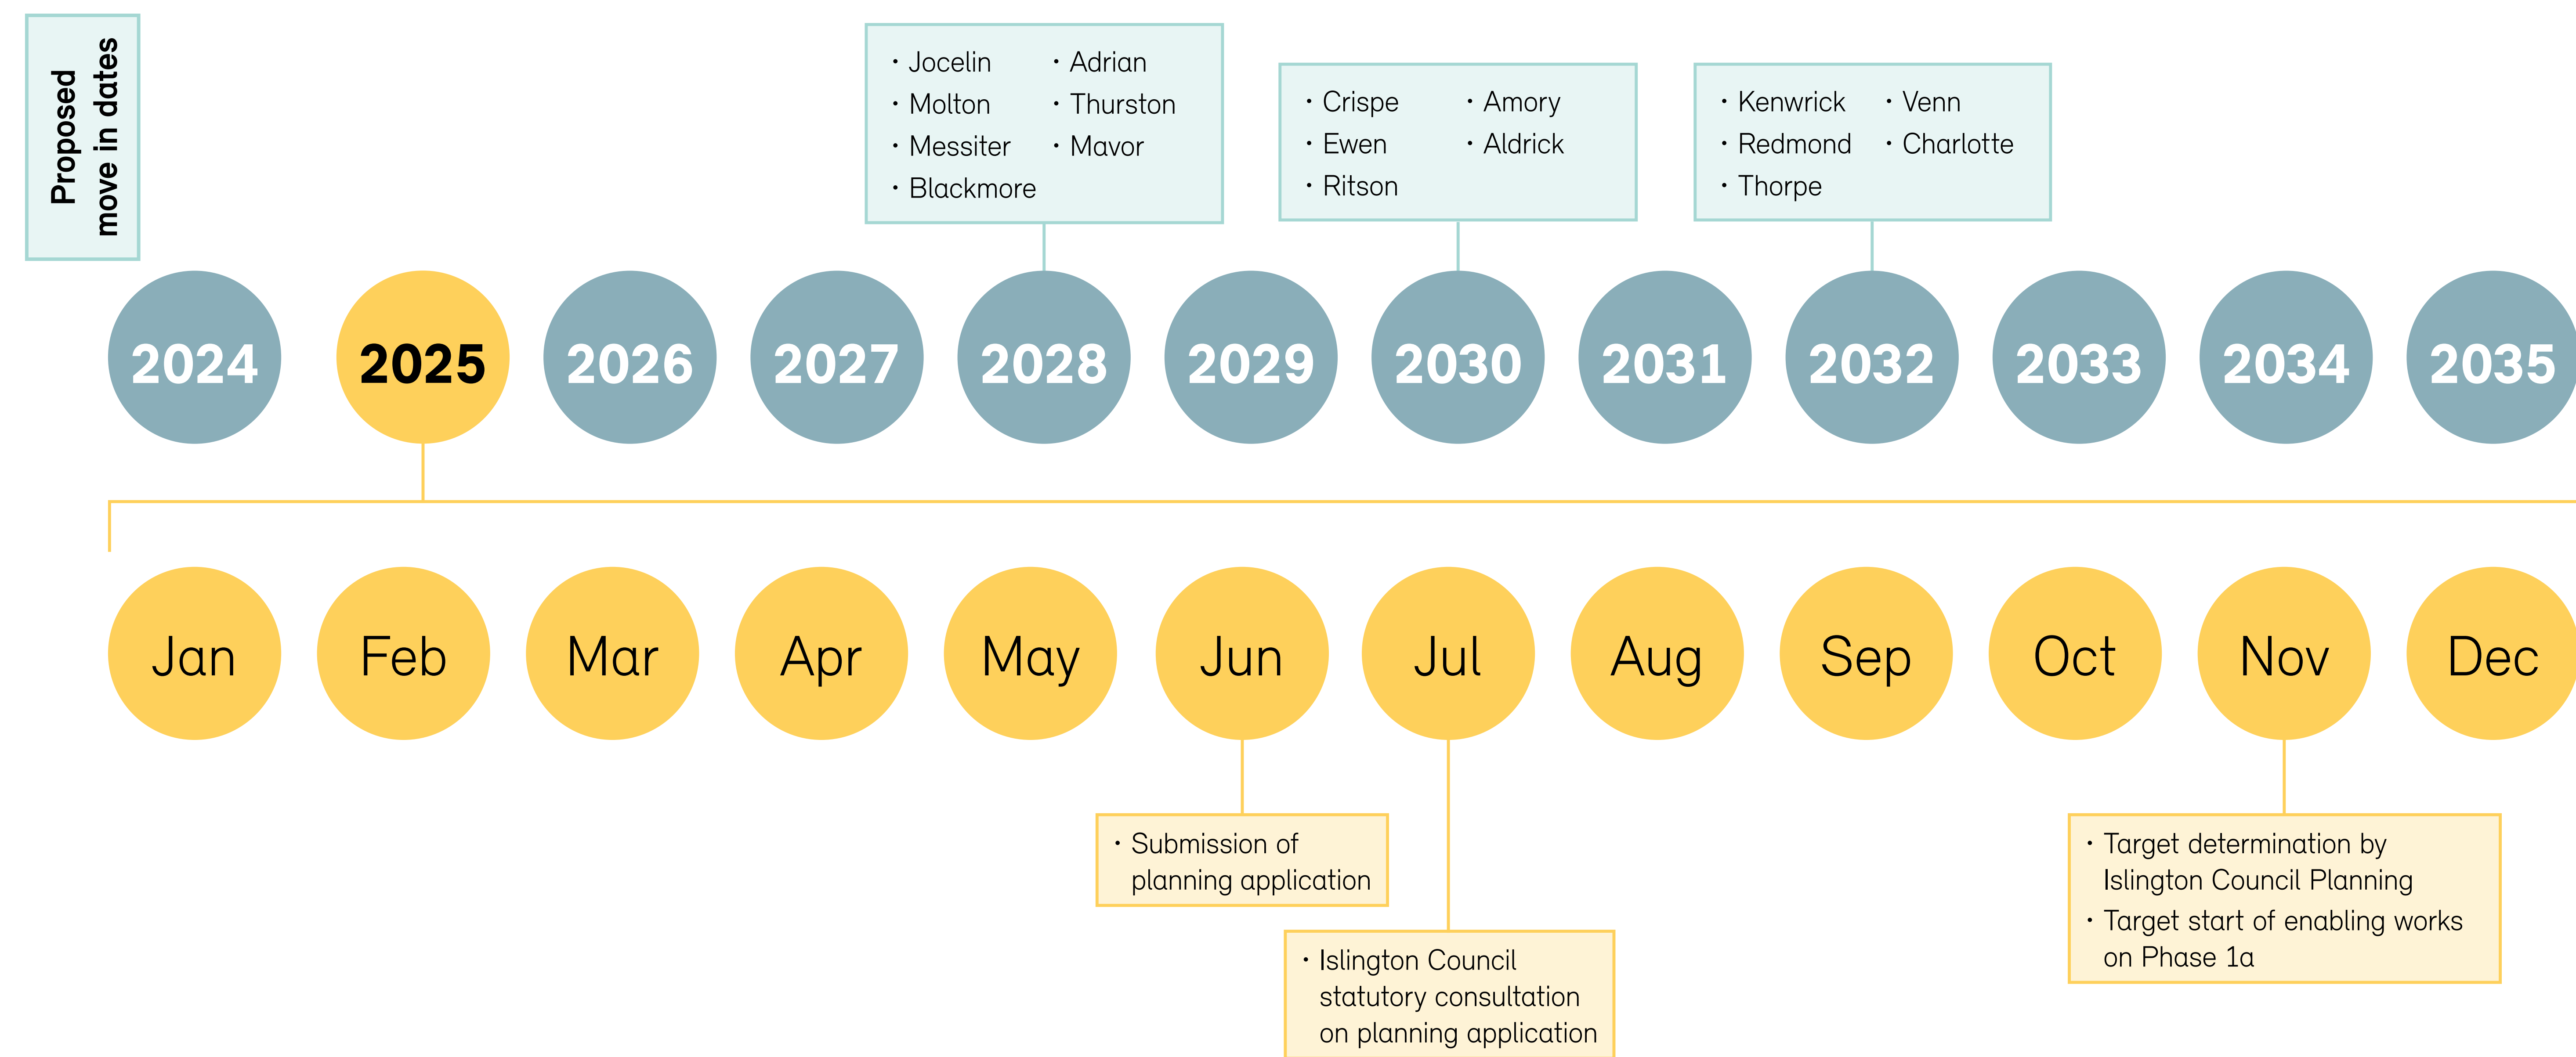 Proposed
move in dates
· Jocelin
· Molton
· Messiter
· Blackmore
· Adrian
· Thurston
· Mavor
· Crispe
· Ewen
· Ritson
· Amory
· Aldrick
· Kenwrick
· Redmond
· Thorpe
· Venn
· Charlotte
2024 2025 2026 2027 2028 2029 2030 2031 2032 2033 2034 2035
Jan Feb Mar Apr May Jun Jul Aug Sep Oct Nov Dec
· Submission of
planning application
· Islington Council
statutory consultation
on planning application
· Target determination by
Islington Council Planning
· Target start of enabling works
on Phase 1a